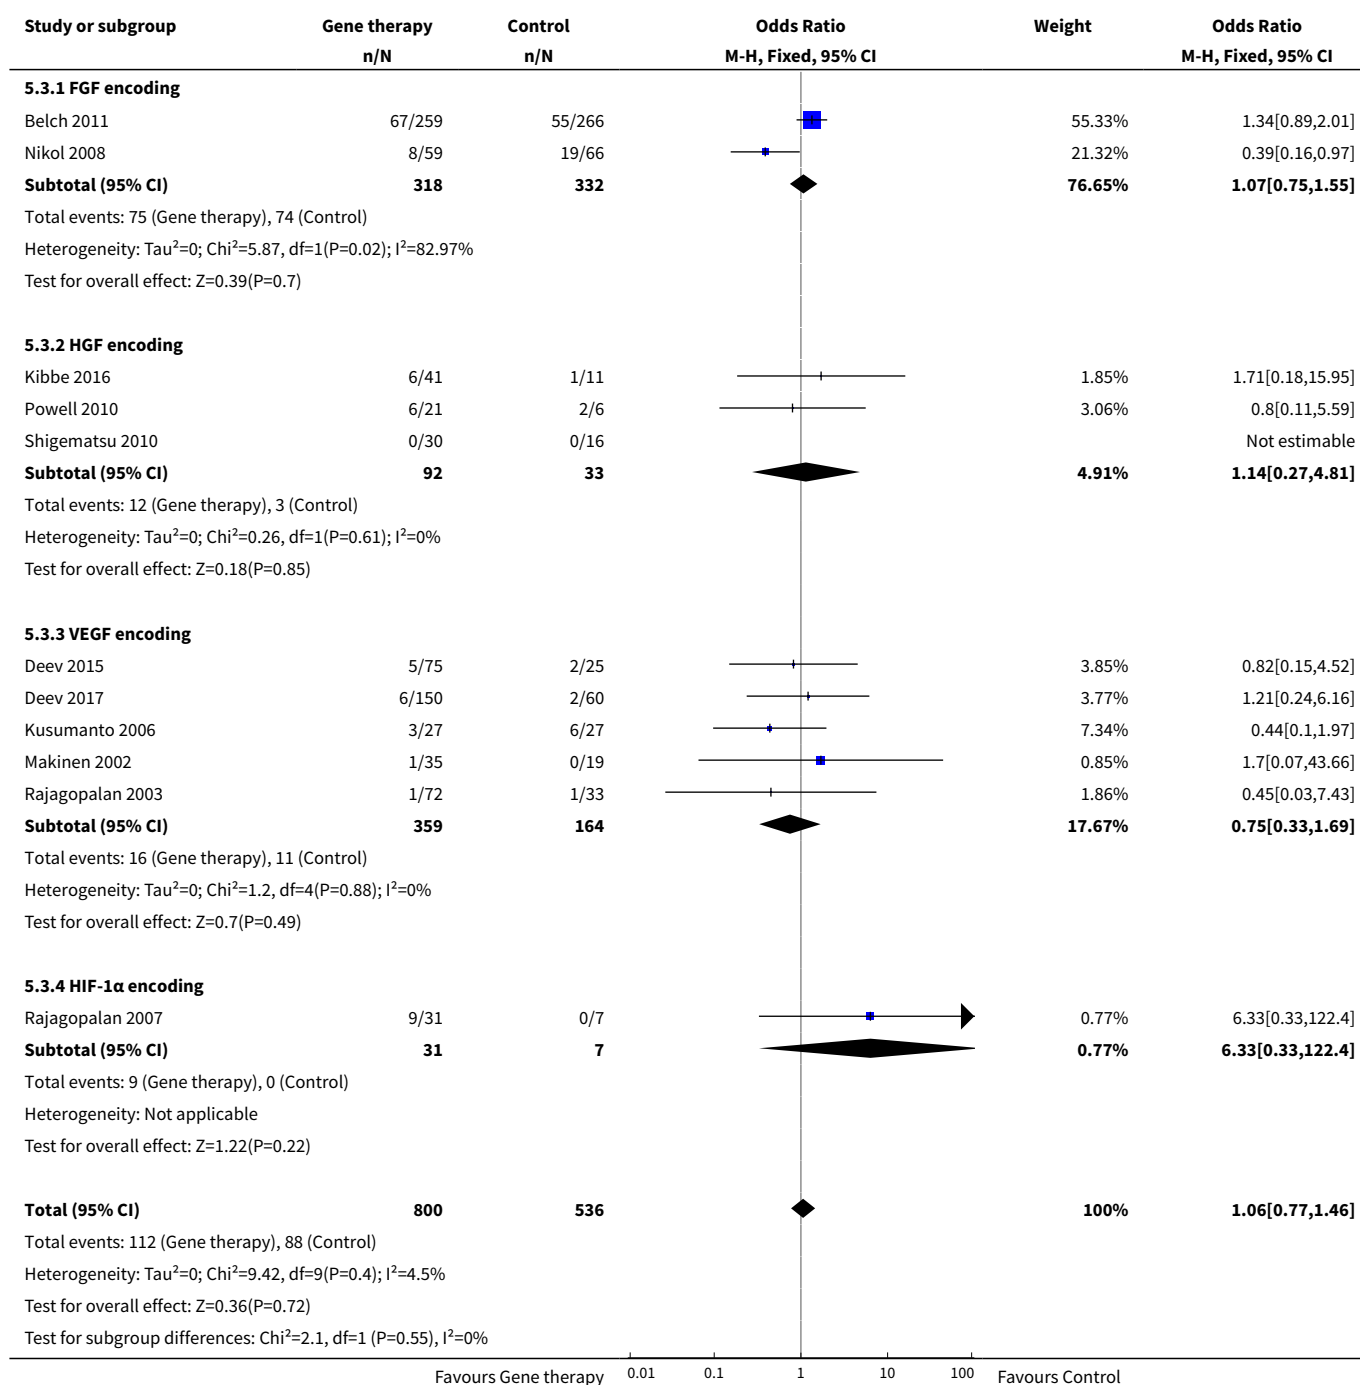 Study or subgroup Gene therapy Control Odds Ratio Weight Odds Ratio
n/N n/N M-H, Fixed, 95% CI M-H, Fixed, 95% CI
5.3.1 FGF encoding
Belch 2011 67/259 55/266 55.33% 1.34[0.89,2.01]
Nikol 2008 8/59 19/66 21.32% 0.39[0.16,0.97]
Subtotal (95% CI) 318 332 76.65% 1.07[0.75,1.55]
Total events: 75 (Gene therapy), 74 (Control)
Heterogeneity: Tau²=0; Chi²=5.87, df=1(P=0.02); I²=82.97%
Test for overall effect: Z=0.39(P=0.7)
5.3.2 HGF encoding
Kibbe 2016 6/41 1/11 1.85% 1.71[0.18,15.95]
Powell 2010 6/21 2/6 3.06% 0.8[0.11,5.59]
Shigematsu 2010 0/30 0/16 Not estimable
Subtotal (95% CI) 92 33 4.91% 1.14[0.27,4.81]
Total events: 12 (Gene therapy), 3 (Control)
Heterogeneity: Tau²=0; Chi²=0.26, df=1(P=0.61); I²=0%
Test for overall effect: Z=0.18(P=0.85)
5.3.3 VEGF encoding
Deev 2015 5/75 2/25 3.85% 0.82[0.15,4.52]
Deev 2017 6/150 2/60 3.77% 1.21[0.24,6.16]
Kusumanto 2006 3/27 6/27 7.34% 0.44[0.1,1.97]
Makinen 2002 1/35 0/19 0.85% 1.7[0.07,43.66]
Rajagopalan 2003 1/72 1/33 1.86% 0.45[0.03,7.43]
Subtotal (95% CI) 359 164 17.67% 0.75[0.33,1.69]
Total events: 16 (Gene therapy), 11 (Control)
Heterogeneity: Tau²=0; Chi²=1.2, df=4(P=0.88); I²=0%
Test for overall effect: Z=0.7(P=0.49)
5.3.4 HIF-1α encoding
Rajagopalan 2007 9/31 0/7 0.77% 6.33[0.33,122.4]
Subtotal (95% CI) 31 7 0.77% 6.33[0.33,122.4]
Total events: 9 (Gene therapy), 0 (Control)
Heterogeneity: Not applicable
Test for overall effect: Z=1.22(P=0.22)
Total (95% CI) 800 536 100% 1.06[0.77,1.46]
Total events: 112 (Gene therapy), 88 (Control)
Heterogeneity: Tau²=0; Chi²=9.42, df=9(P=0.4); I²=4.5%
Test for overall effect: Z=0.36(P=0.72)
Test for subgroup differences: Chi²=2.1, df=1 (P=0.55), I²=0%
Favours Gene therapy 0.01 0.1 1 10 100 Favours Control